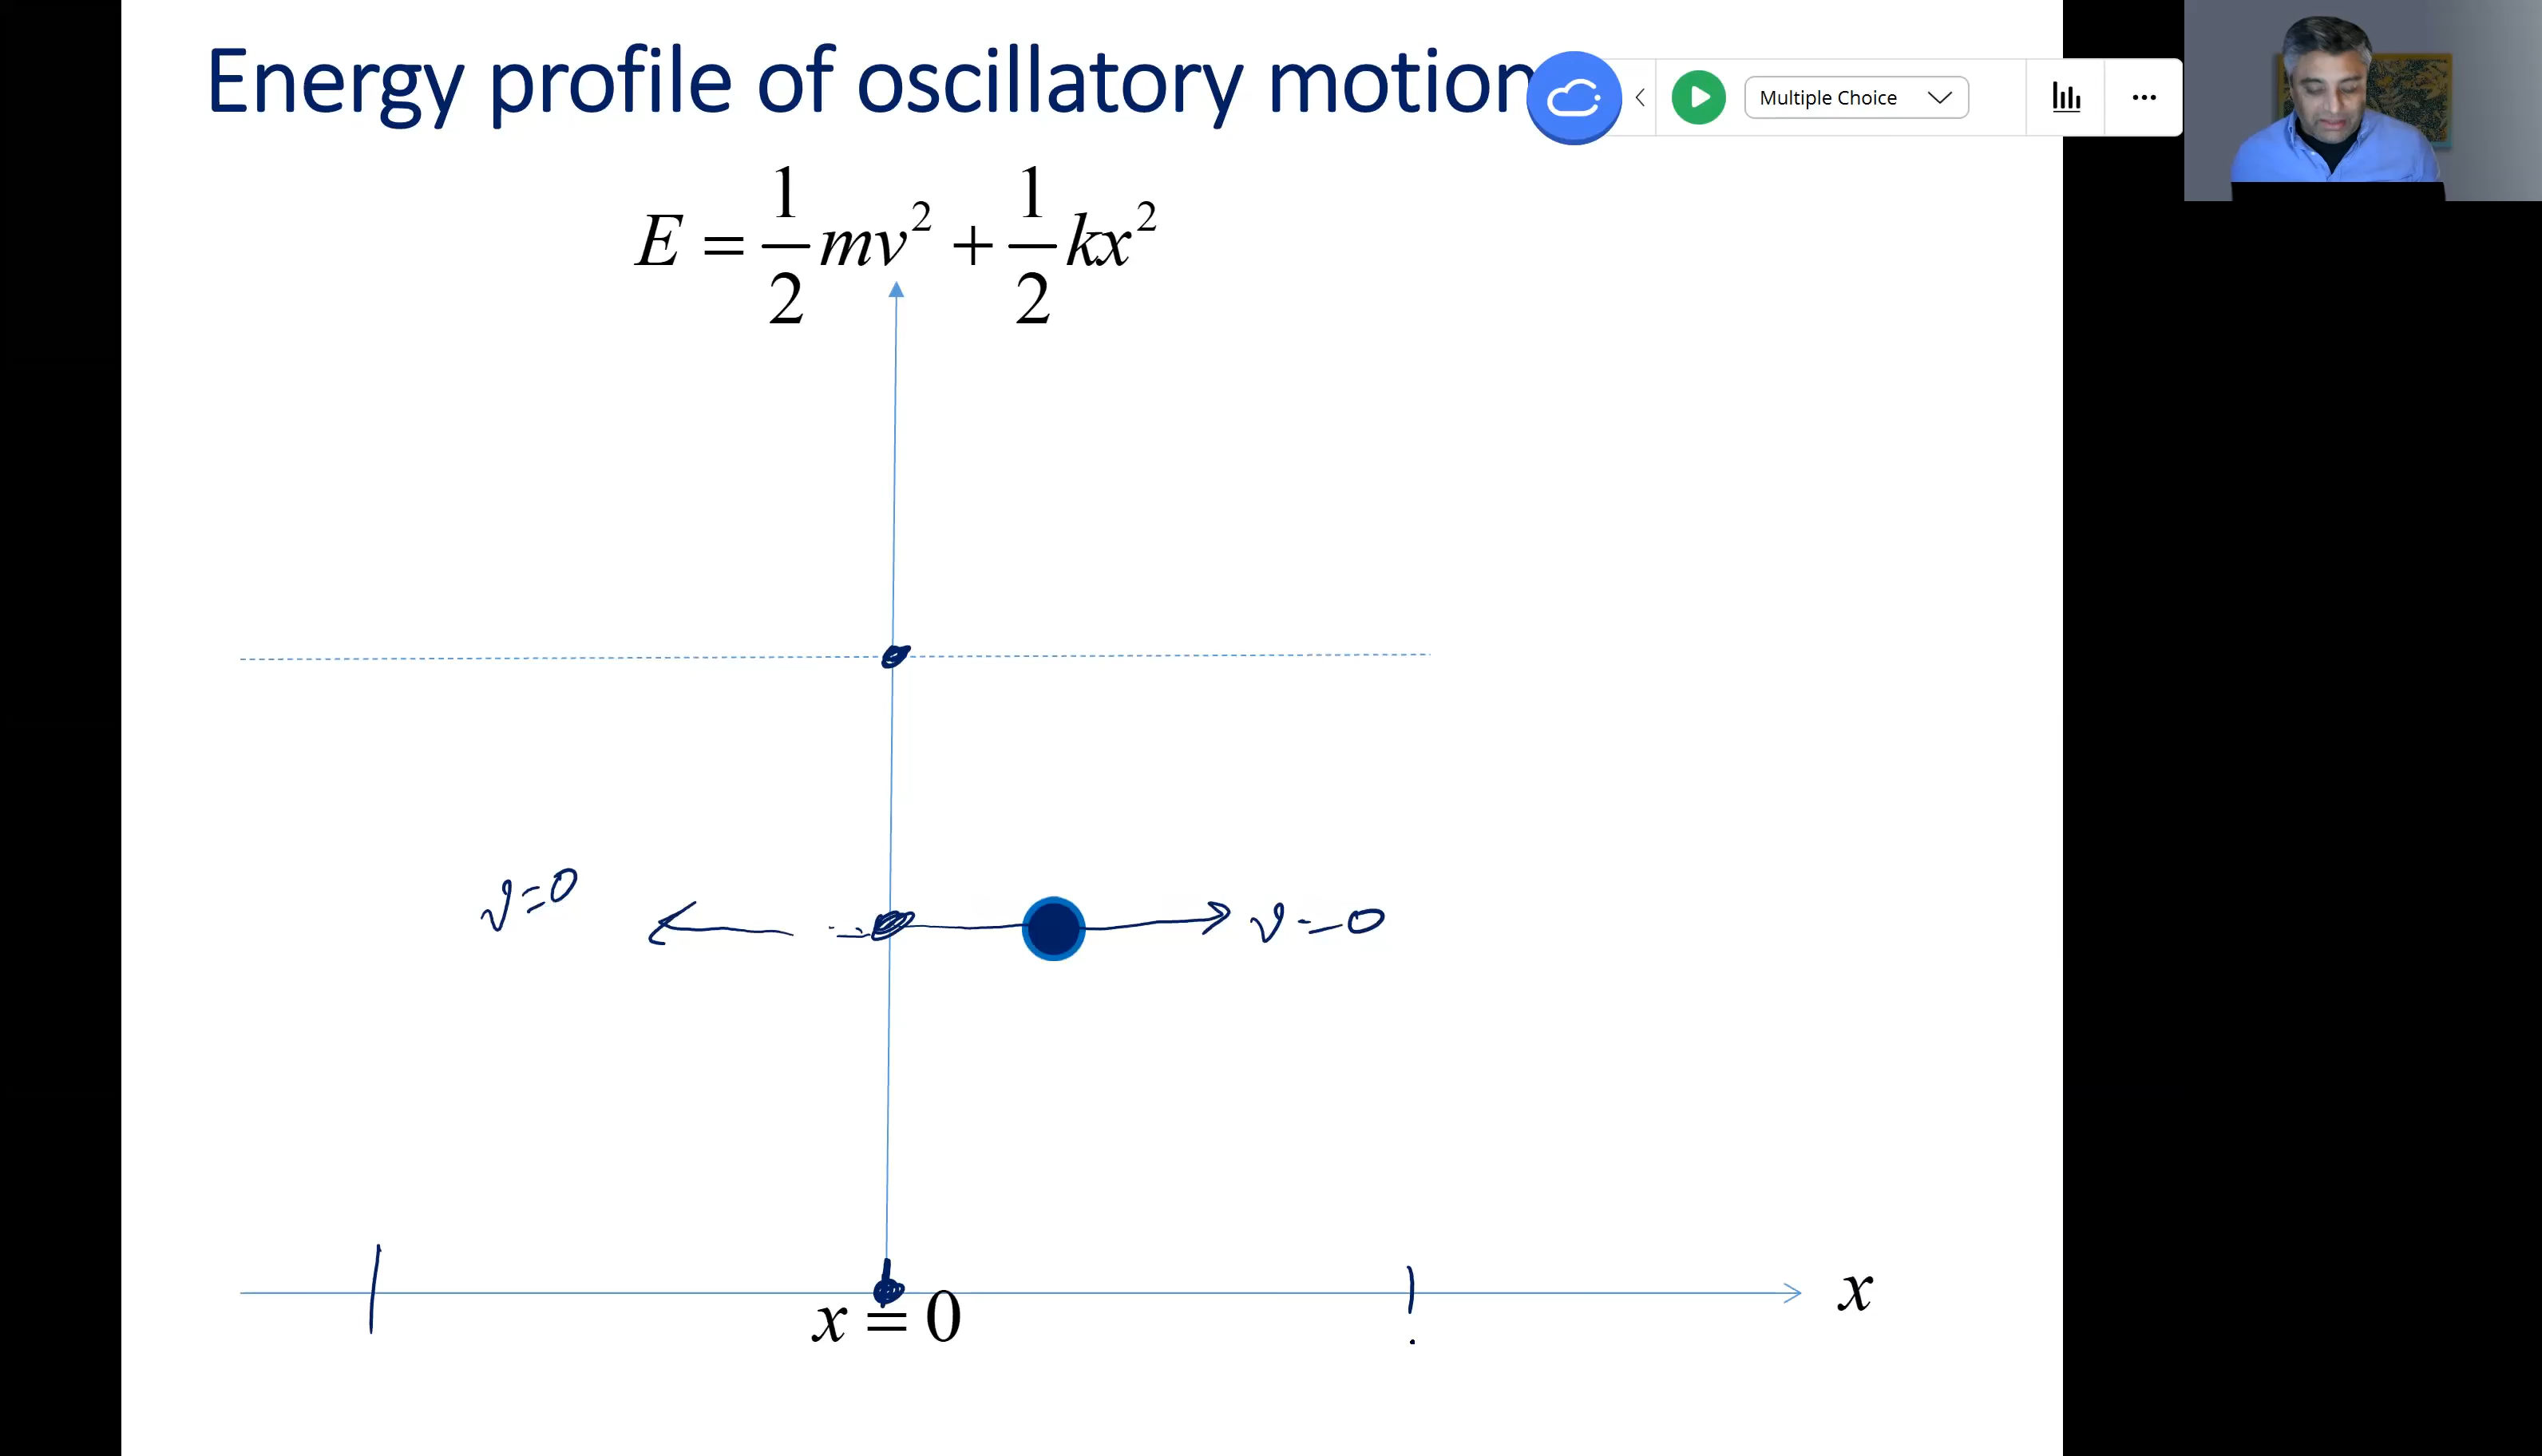 Energy profile of oscillatory motion
Multiple Choice
E = 1/2 mv² + 1/2 kx²
v=0
v=0
x = 0
x